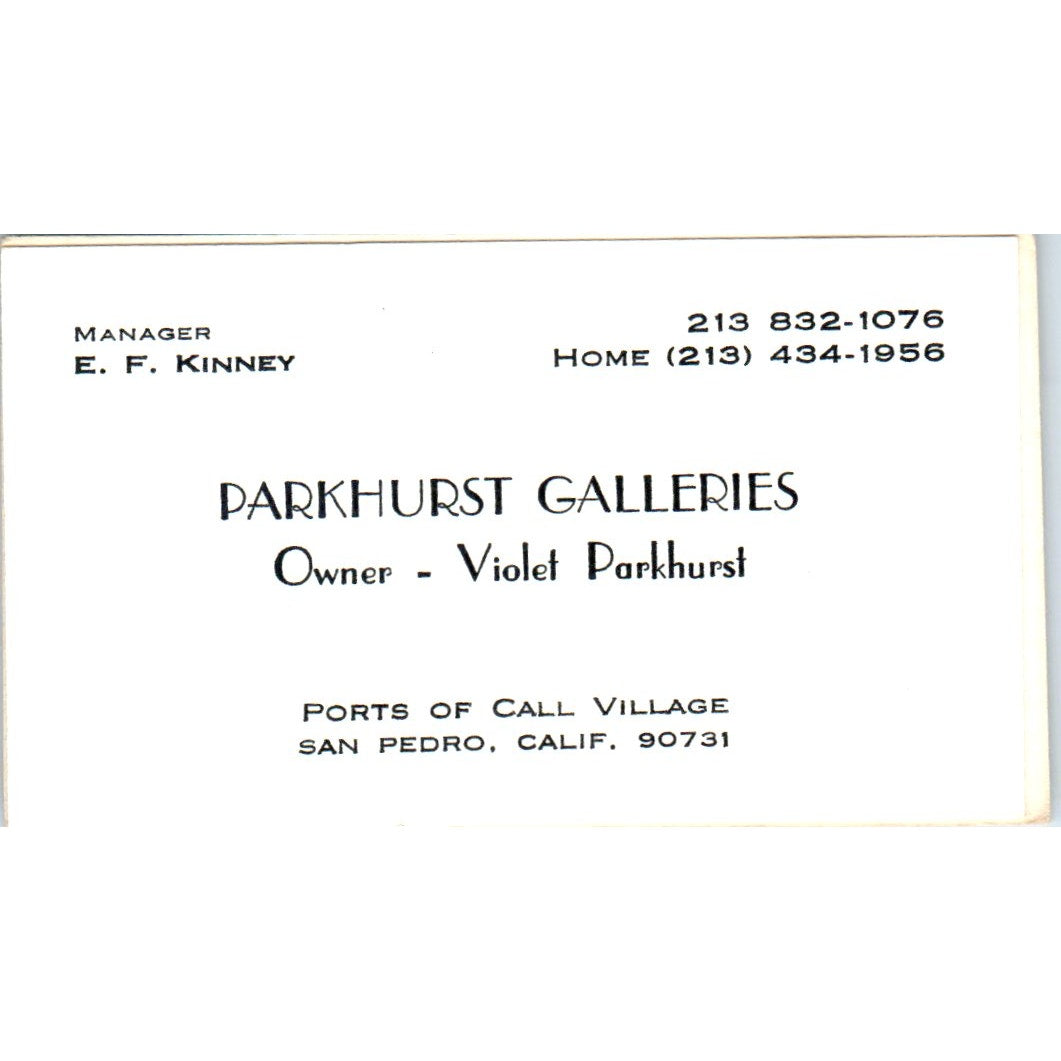 MANAGER
E. F. KINNEY
213 832-1076
HOME (213) 434-1956
PARKHURST GALLERIES
Owner - Violet Parkhurst
PORTS OF CALL VILLAGE
SAN PEDRO, CALIF. 90731